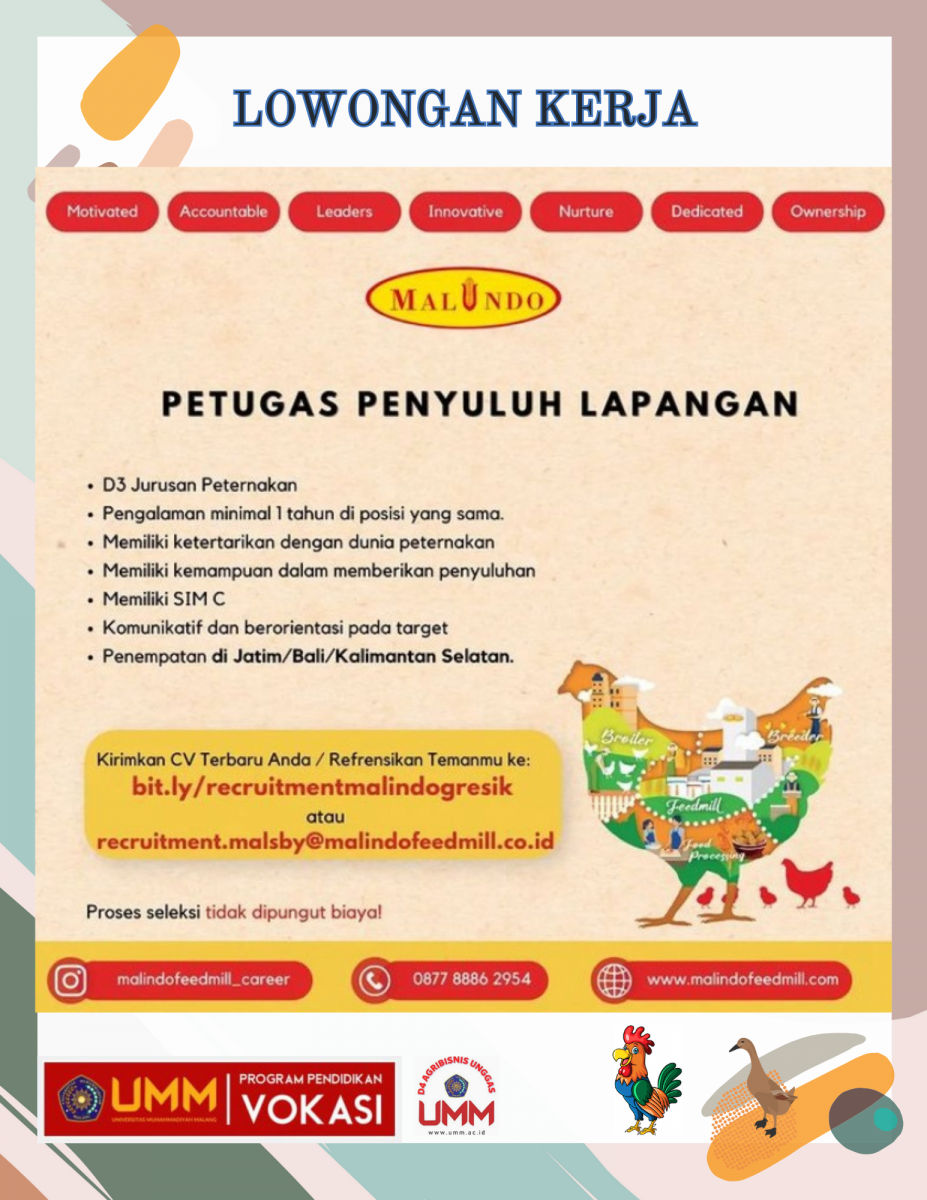 LOWONGAN KERJA
Motivated Accountable Leaders Innovative Nurture Dedicated Ownership
MALINDO
PETUGAS PENYULUH LAPANGAN
• D3 Jurusan Peternakan
• Pengalaman minimal 1 tahun di posisi yang sama.
• Memiliki ketertarikan dengan dunia peternakan
• Memiliki kemampuan dalam memberikan penyuluhan
• Memiliki SIM C
• Komunikatif dan berorientasi pada target
• Penempatan di Jatim/Bali/Kalimantan Selatan.
Broiler Breeder
Feedmill
Food
Processing
Kirimkan CV Terbaru Anda / Refrensikan Temanmu ke:
bit.ly/recruitmentmalindogresik
atau
recruitment.malsby@malindofeedmill.co.id
Proses seleksi tidak dipungut biaya!
malindofeedmill_career 0877 8886 2954 www.malindofeedmill.com
UMM
UNIVERSITAS MUHAMMADIYAH MALANG
PROGRAM PENDIDIKAN
VOKASI
D4 AGRIBISNIS UNGGAS
UMM
www.umm.ac.id